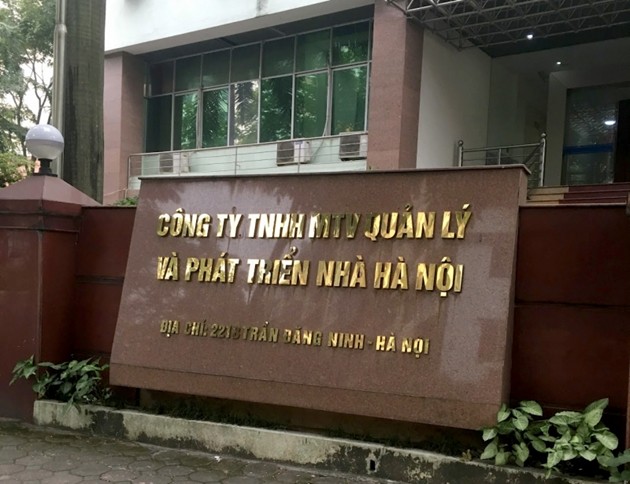 CÔNG TY TNHH MTV QUẢN LÝ
VÀ PHÁT TRIỂN NHÀ HÀ NỘI
ĐỊA CHỈ: 221B TRẦN ĐĂNG NINH - HÀ NỘI